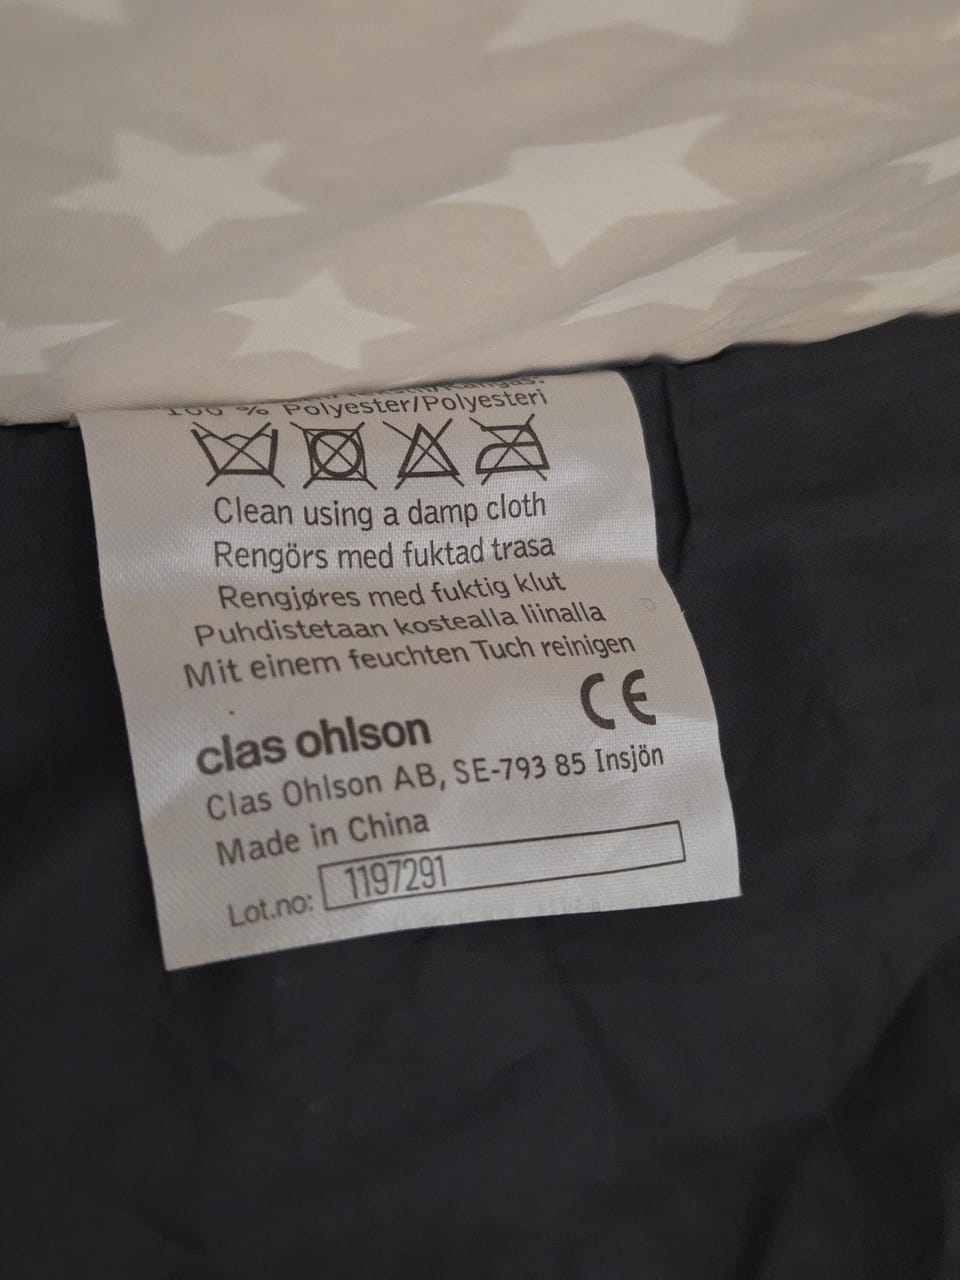 100 % Polyester/Polyesteri
Clean using a damp cloth
Rengörs med fuktad trasa
Rengjøres med fuktig klut
Puhdistetaan kostealla liinalla
Mit einem feuchten Tuch reinigen
CE
clas ohlson
Clas Ohlson AB, SE-793 85 Insjön
Made in China
Lot.no: 1197291